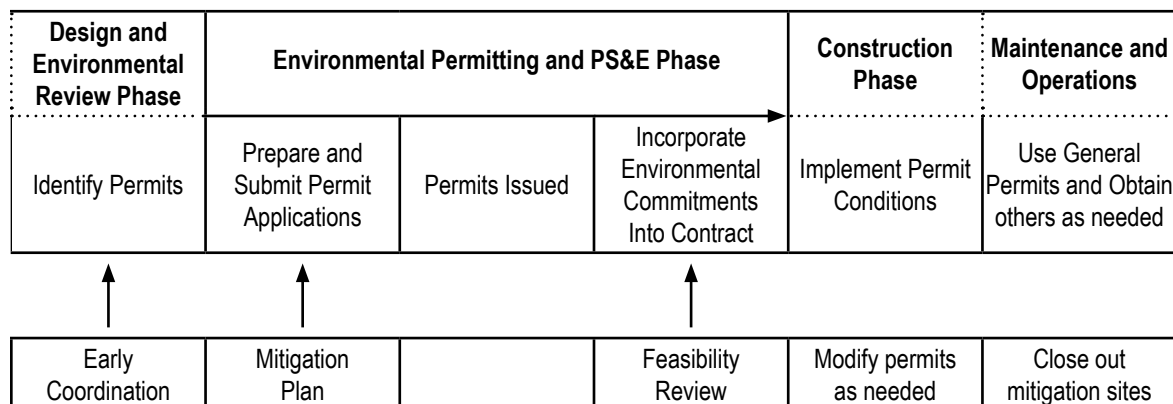 Design and
Environmental
Review Phase
Environmental Permitting and PS&E Phase
Construction
Phase
Maintenance and
Operations
Identify Permits
Prepare and
Submit Permit
Applications
Permits Issued
Incorporate
Environmental
Commitments
Into Contract
Implement Permit
Conditions
Use General
Permits and Obtain
others as needed
Early
Coordination
Mitigation
Plan
Feasibility
Review
Modify permits
as needed
Close out
mitigation sites